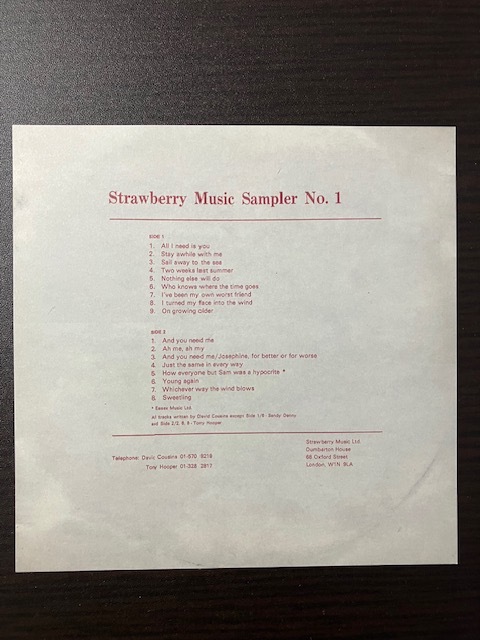 Strawberry Music Sampler No. 1
SIDE 1
1. All I need is you
2. Stay awhile with me
3. Sail away to the sea
4. Two weeks last summer
5. Nothing else will do
6. Who knows where the time goes
7. I've been my own worst friend
8. I turned my face into the wind
9. On growing older
SIDE 2
1. And you need me
2. Ah me, ah my
3. And you need me/Josephine, for better or for worse
4. Just the same in every way
5. How everyone but Sam was a hypocrite *
6. Young again
7. Whichever way the wind blows
8. Sweetling
* Essex Music Ltd.
All tracks written by David Cousins except Side 1/6 - Sandy Denny
and Side 2/2, 6, 8 - Tony Hooper
Telephone: David Cousins 01-570 9218
Tony Hooper 01-328 2817
Strawberry Music Ltd.
Dumbarton House
68 Oxford Street
London, W1N 9LA